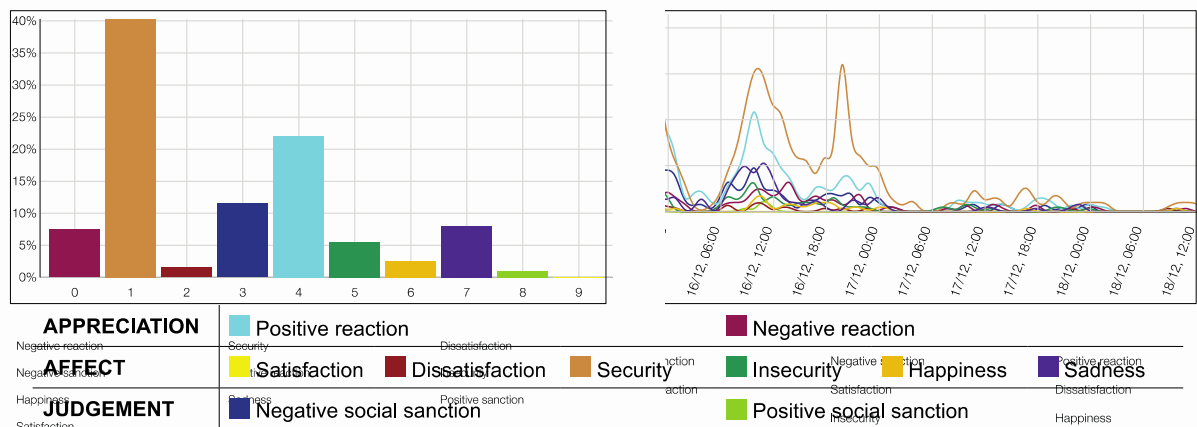 40%
35%
30%
25%
20%
15%
10%
5%
0%
0 1 2 3 4 5 6 7 8 9
16/12, 06:00 16/12, 12:00 16/12, 18:00 17/12, 00:00 17/12, 06:00 17/12, 12:00 17/12, 18:00 18/12, 00:00 18/12, 06:00 18/12, 12:00
APPRECIATION Positive reaction Negative reaction
Negative reaction Security Dissatisfaction
AFFECT Satisfaction Dissatisfaction Security Insecurity Happiness Sadness
Negative sanction
Negative sanction Positive reaction
Happiness Sadness Positive sanction
Satisfaction Dissatisfaction
JUDGEMENT Negative social sanction Positive social sanction
Satisfaction Insecurity Happiness